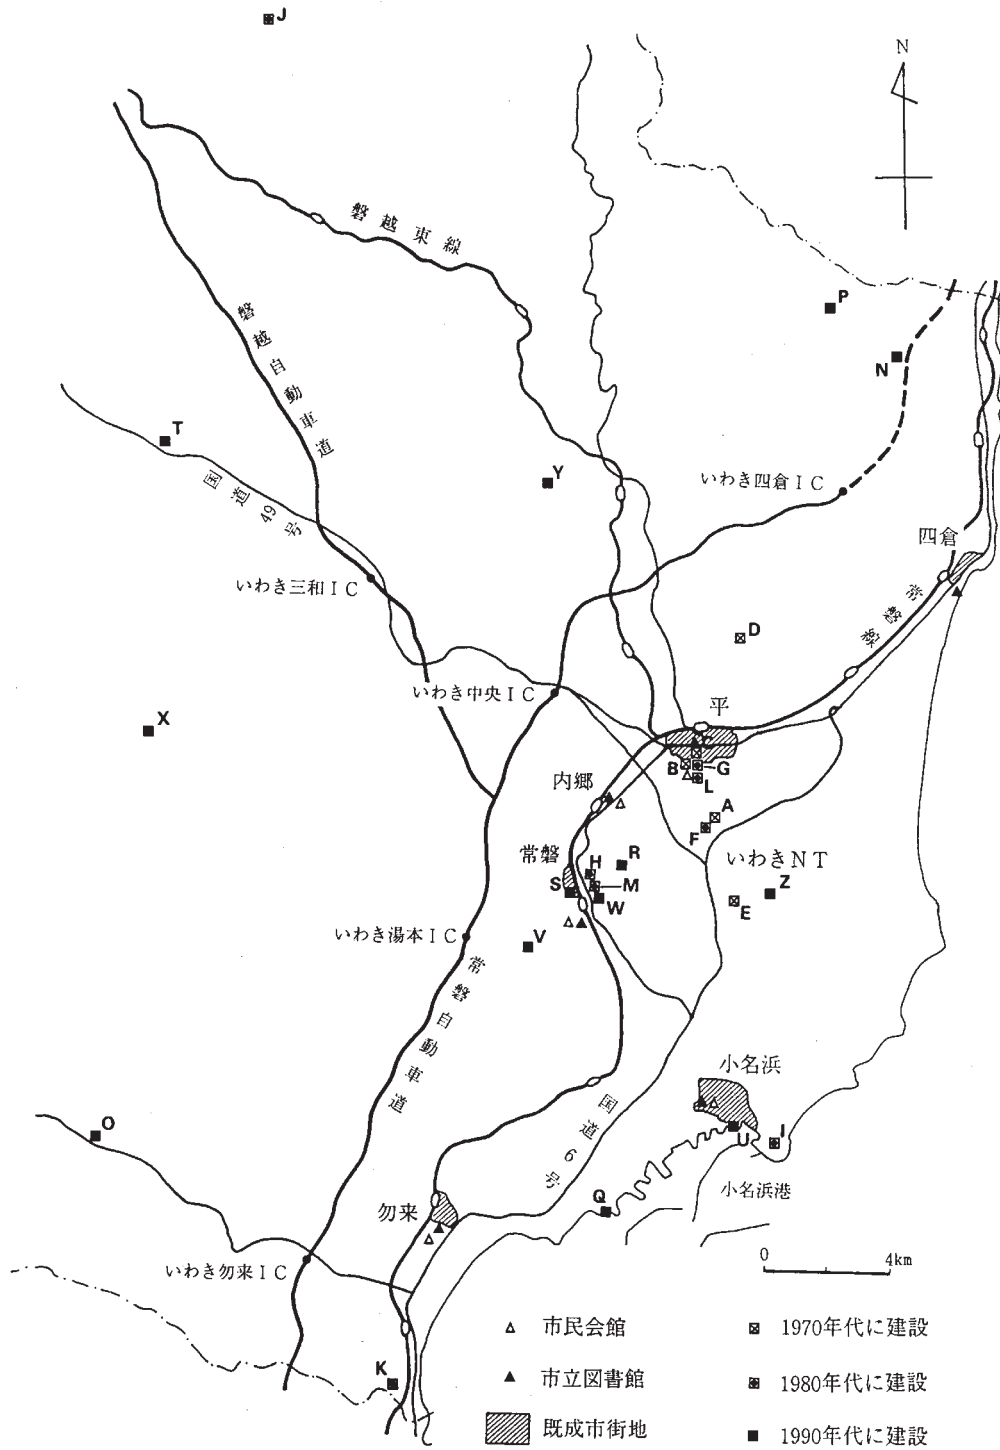 J
N
磐越東線
P
磐越自動車道
N
T
Y
いわき四倉IC
国道49号
四倉
いわき三和IC
常磐線
D
いわき中央IC
平
X
C
B
G
内郷
L
A
F
常磐
R
いわきNT
H
S
M
Z
W
E
いわき湯本IC
V
常磐自動車道
小名浜
O
国道6号
U
I
Q
小名浜港
勿来
いわき勿来IC
0 4km
市民会館
1970年代に建設
K
市立図書館
1980年代に建設
既成市街地
1990年代に建設